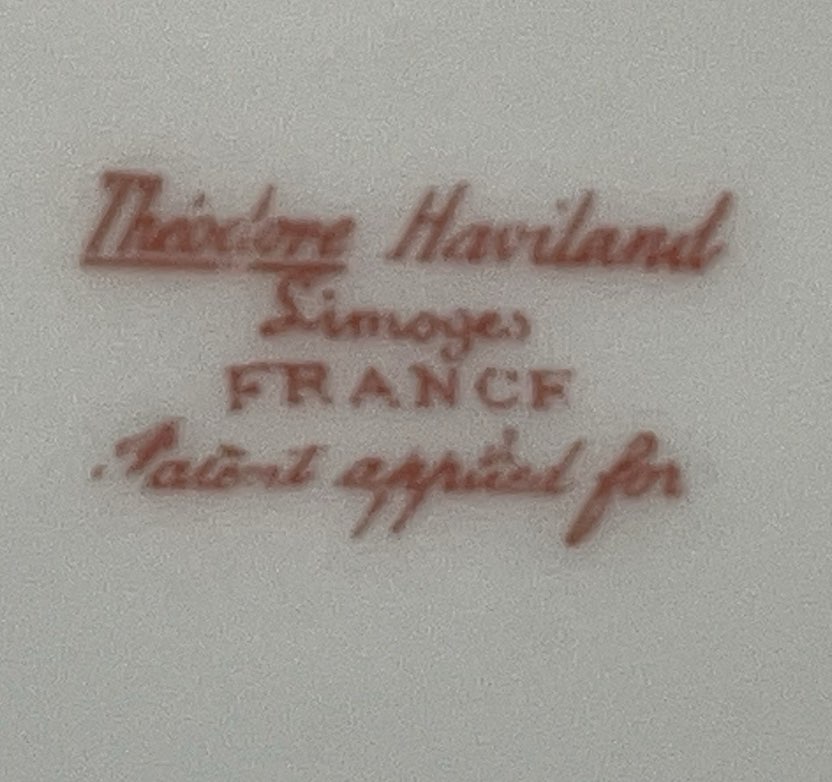 Théodore Haviland
Limoges
FRANCE
Patent applied for